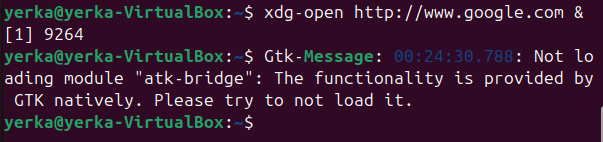 yerka@yerka-VirtualBox:~$ xdg-open http://www.google.com &
[1] 9264
yerka@yerka-VirtualBox:~$ Gtk-Message: 00:24:30.788: Not lo
ading module "atk-bridge": The functionality is provided by
 GTK natively. Please try to not load it.
yerka@yerka-VirtualBox:~$